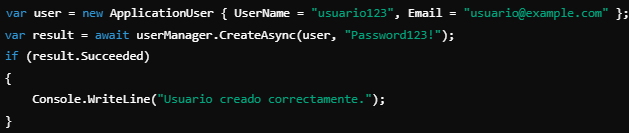 var user = new ApplicationUser { UserName = "usuario123", Email = "usuario@example.com" };
var result = await userManager.CreateAsync(user, "Password123!");
if (result.Succeeded)
{
    Console.WriteLine("Usuario creado correctamente.");
}